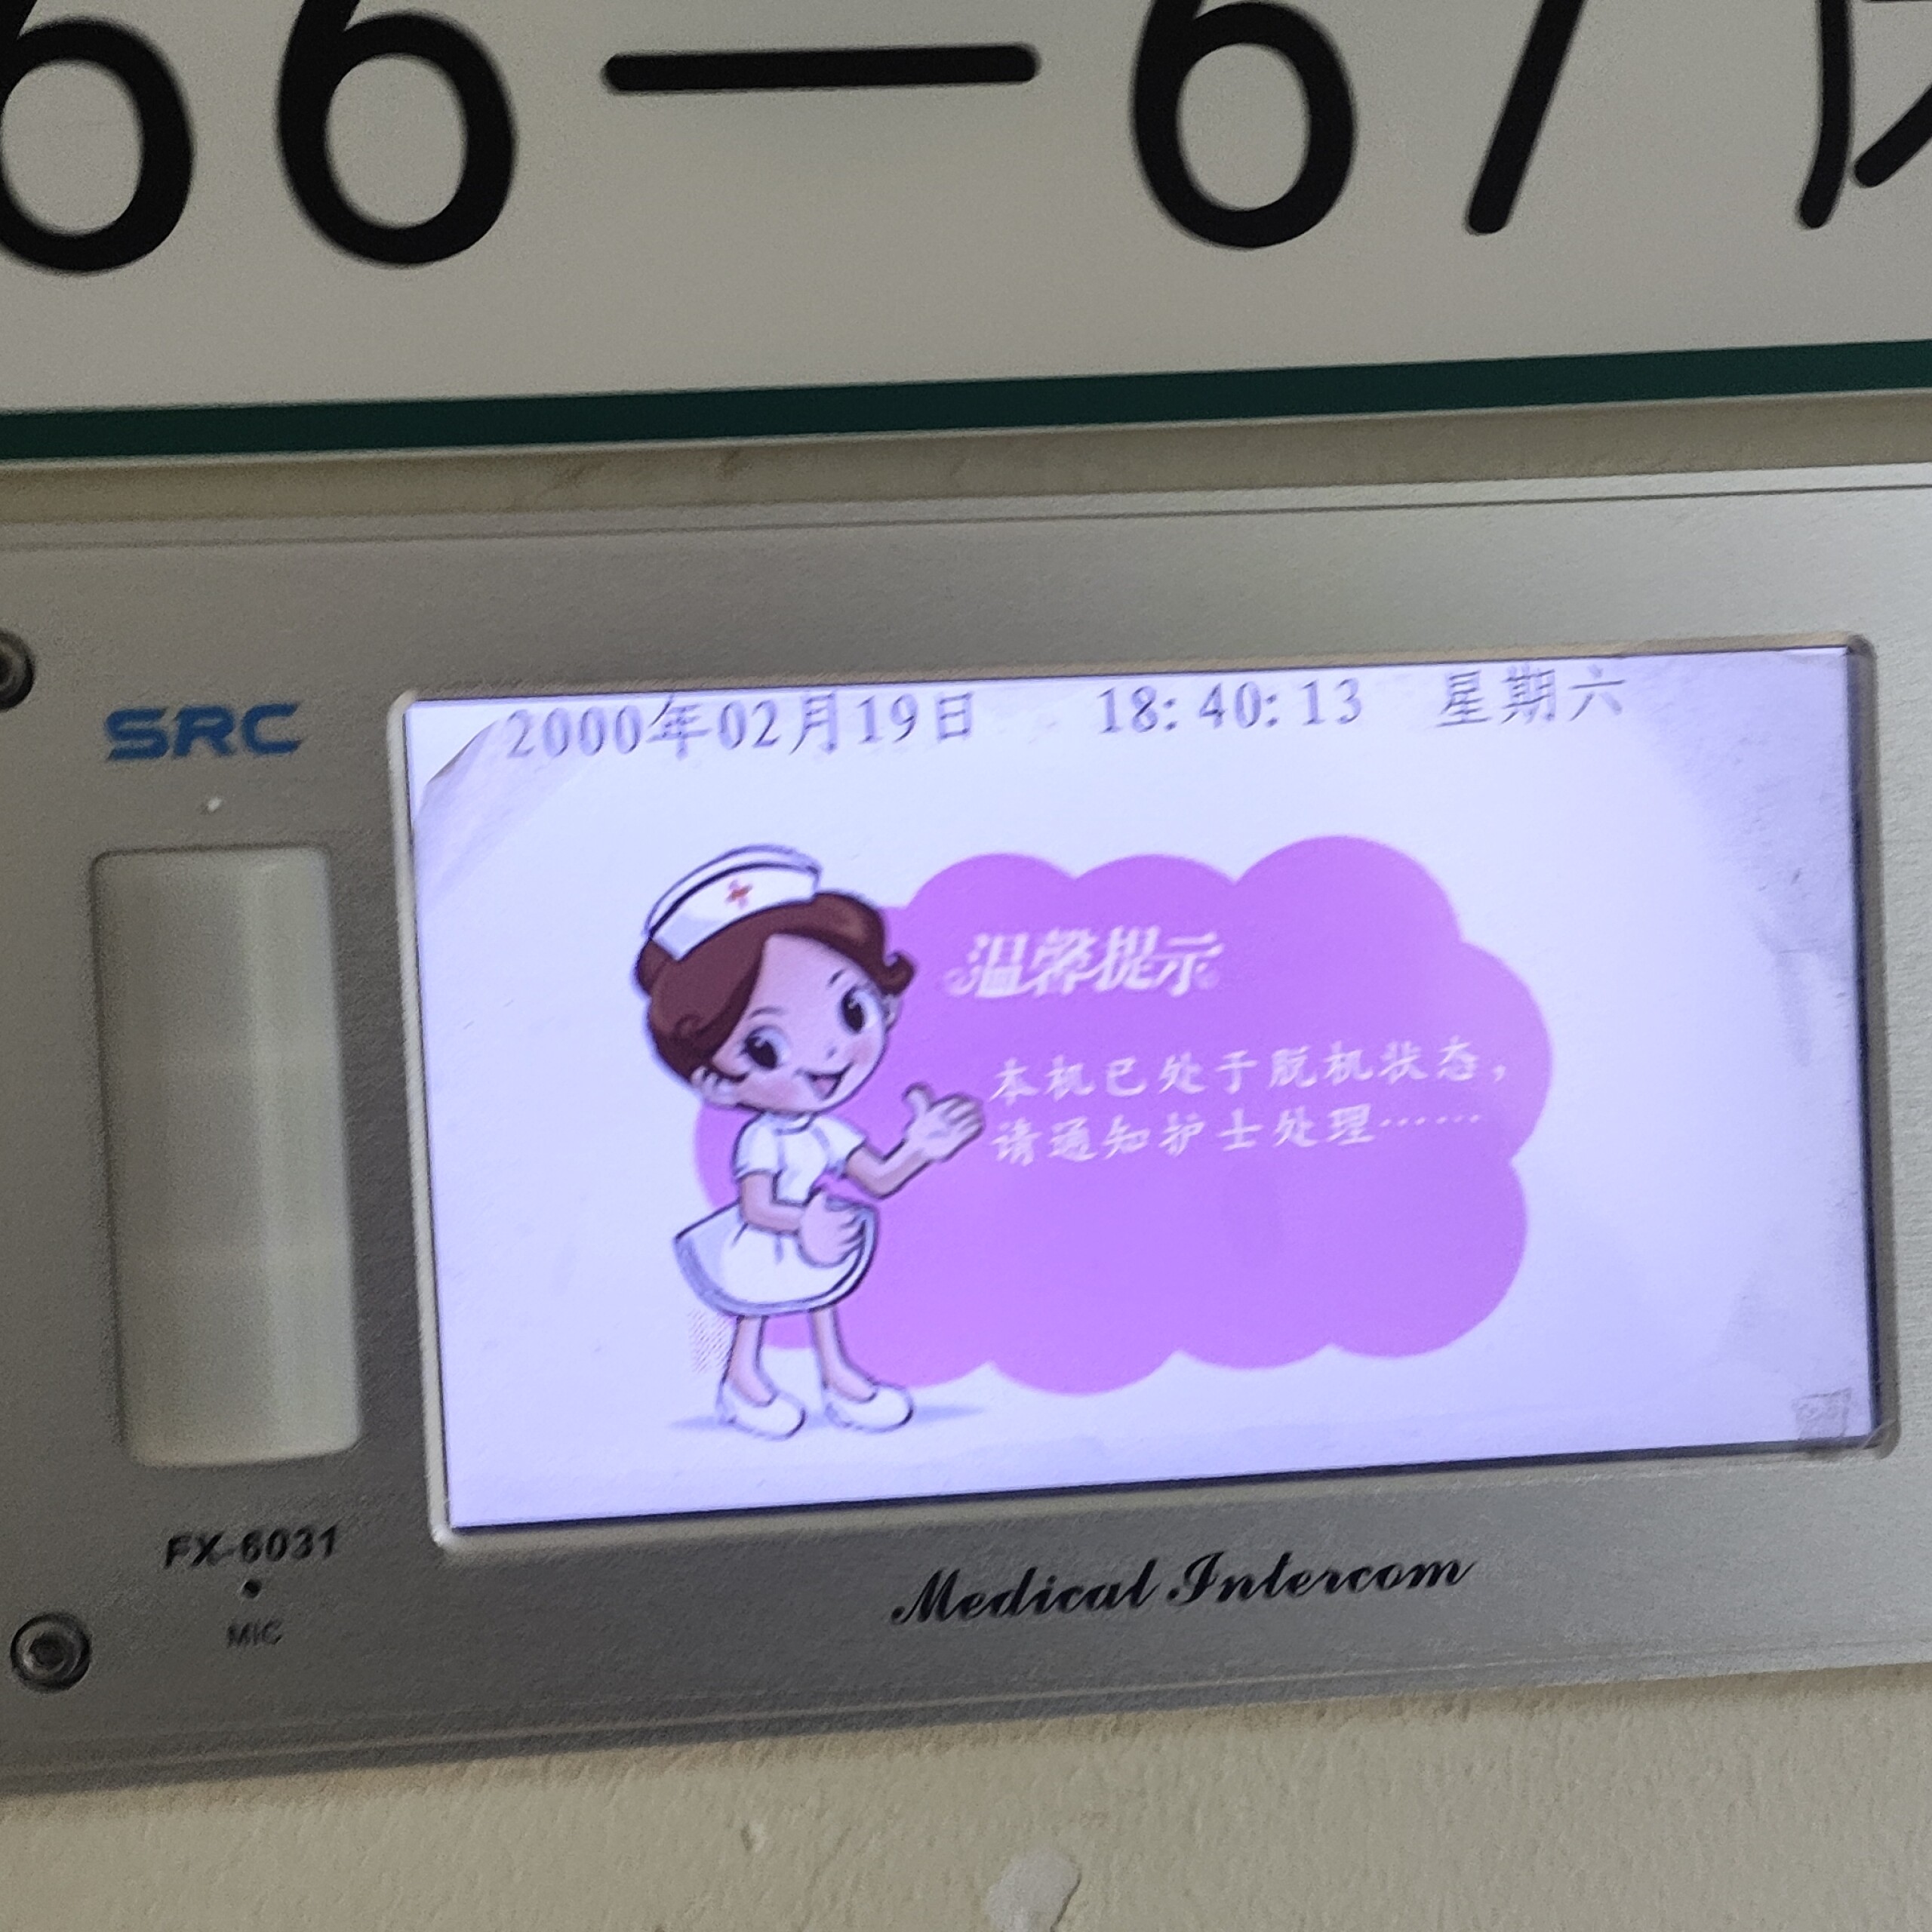 66—67
SRC
2000年02月19日 18:40:13 星期六
温馨提示
本机已处于脱机状态，
请通知护士处理……
FX-6031
MIC
Medical Intercom